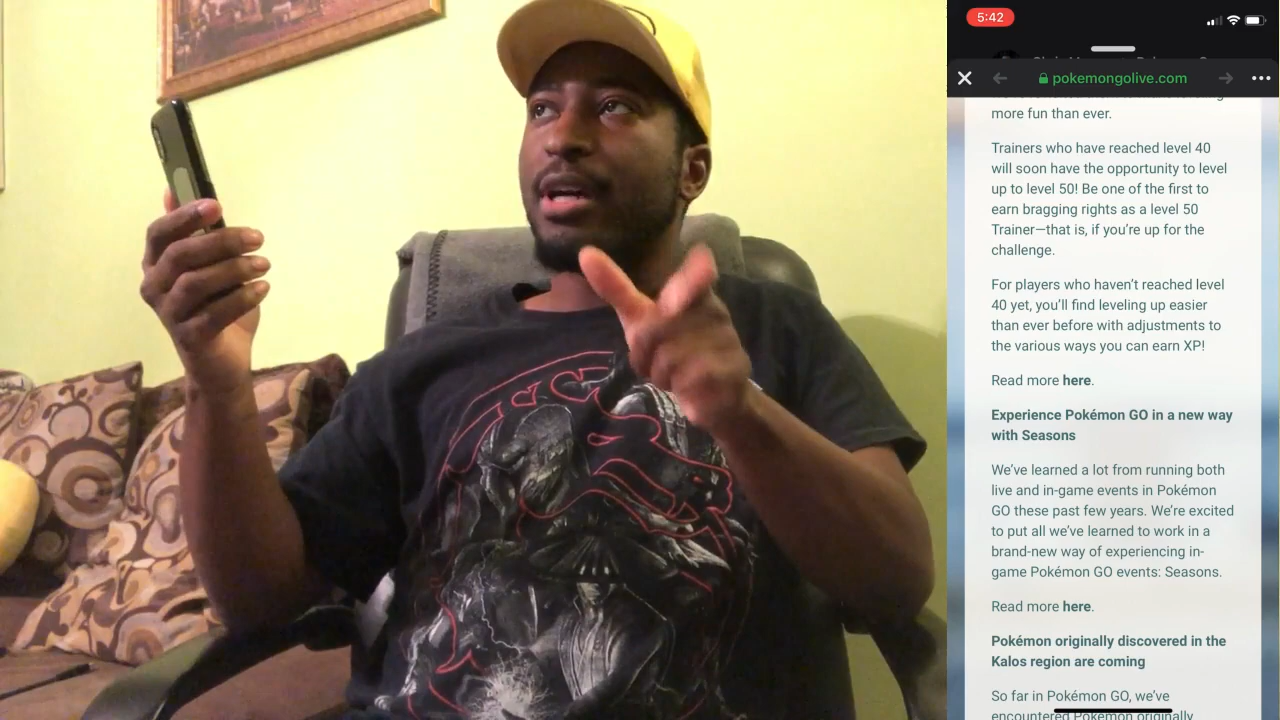 5:42
pokemongolive.com
more fun than ever.
Trainers who have reached level 40
will soon have the opportunity to level
up to level 50! Be one of the first to
earn bragging rights as a level 50
Trainer—that is, if you're up for the
challenge.
For players who haven't reached level
40 yet, you'll find leveling up easier
than ever before with adjustments to
the various ways you can earn XP!
Read more here.
Experience Pokémon GO in a new way
with Seasons
We've learned a lot from running both
live and in-game events in Pokémon
GO these past few years. We're excited
to put all we've learned to work in a
brand-new way of experiencing in-
game Pokémon GO events: Seasons.
Read more here.
Pokémon originally discovered in the
Kalos region are coming
So far in Pokémon GO, we've
encountered Pokémon originally